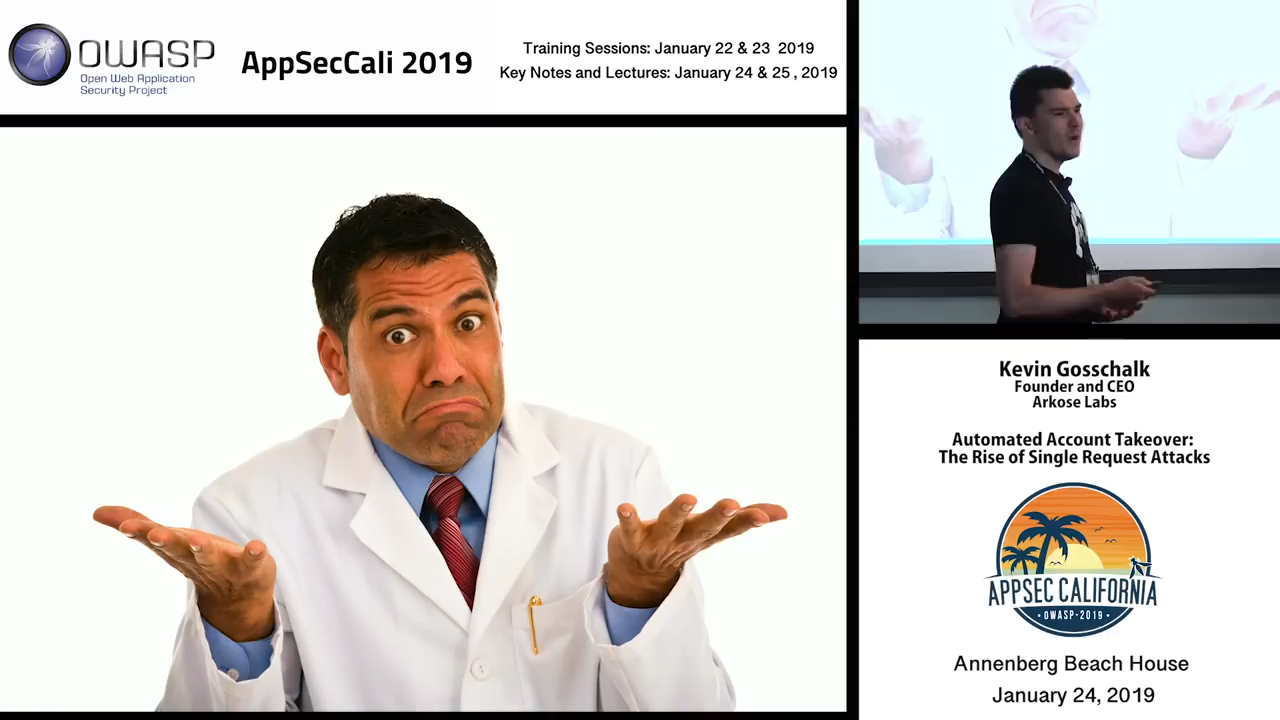 OWASP
Open Web Application
Security Project
AppSecCali 2019
Training Sessions: January 22 & 23 2019
Key Notes and Lectures: January 24 & 25 , 2019
Kevin Gosschalk
Founder and CEO
Arkose Labs
Automated Account Takeover:
The Rise of Single Request Attacks
APPSEC CALIFORNIA
• OWASP-2019 •
Annenberg Beach House
January 24, 2019